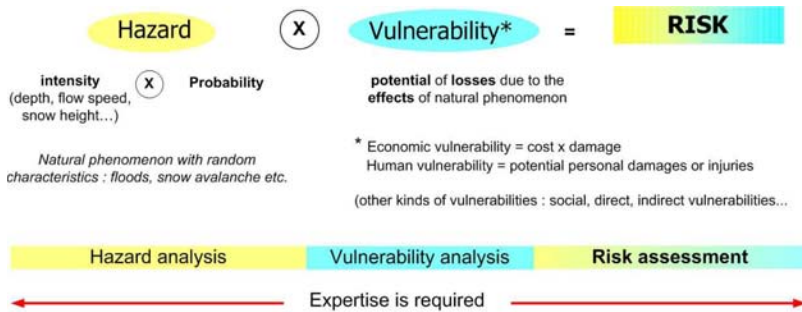 Hazard X Vulnerability* = RISK
intensity X Probability
(depth, flow speed,
snow height...)
potential of losses due to the
effects of natural phenomenon
Natural phenomenon with random
characteristics : floods, snow avalanche etc.
* Economic vulnerability = cost x damage
Human vulnerability = potential personal damages or injuries
(other kinds of vulnerabilities : social, direct, indirect vulnerabilities...
Hazard analysis Vulnerability analysis Risk assessment
Expertise is required